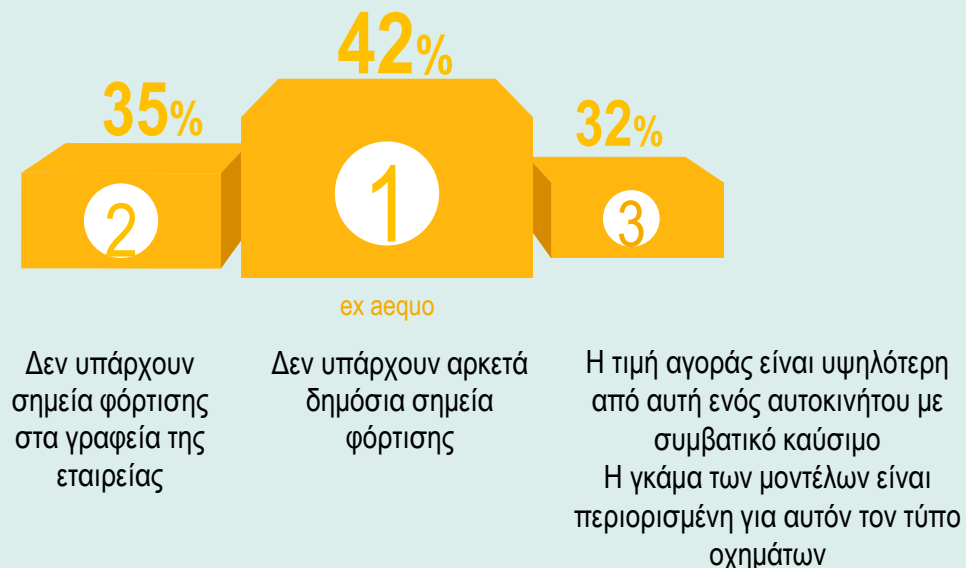 42%
35%
32%
1
2
3
ex aequo
Δεν υπάρχουν
σημεία φόρτισης
στα γραφεία της
εταιρείας
Δεν υπάρχουν αρκετά
δημόσια σημεία
φόρτισης
Η τιμή αγοράς είναι υψηλότερη
από αυτή ενός αυτοκινήτου με
συμβατικό καύσιμο
Η γκάμα των μοντέλων είναι
περιορισμένη για αυτόν τον τύπο
οχημάτων